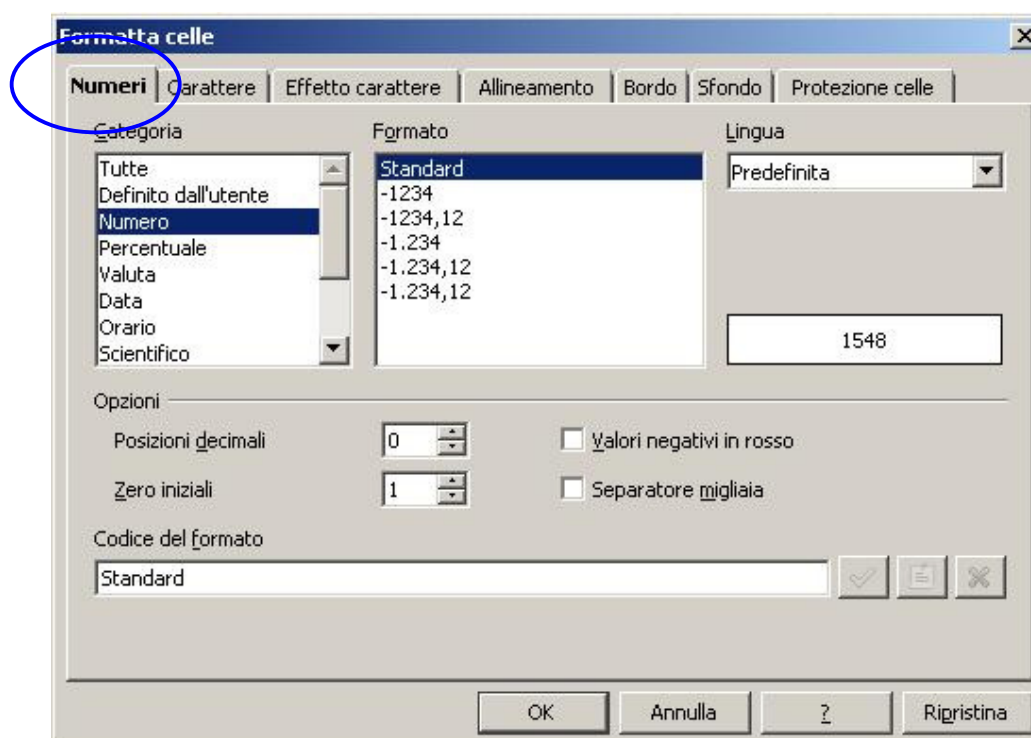 Formatta celle
Numeri Carattere Effetto carattere Allineamento Bordo Sfondo Protezione celle
Categoria
Tutte
Definito dall'utente
Numero
Percentuale
Valuta
Data
Orario
Scientifico
Formato
Standard
-1234
-1234,12
-1.234
-1.234,12
-1.234,12
Lingua
Predefinita
1548
Opzioni
Posizioni decimali 0 Valori negativi in rosso
Zero iniziali 1 Separatore migliaia
Codice del formato
Standard
OK Annulla ? Ripristina